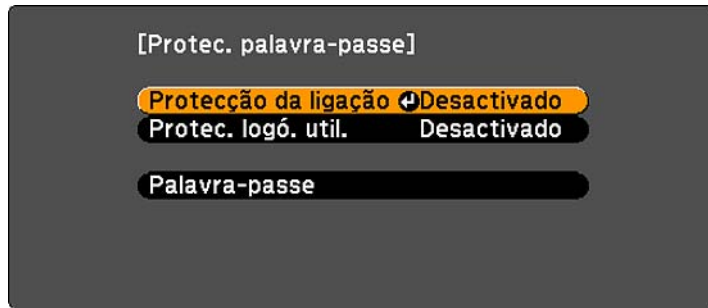 [Protec. palavra-passe]
Protecção da ligação Desactivado
Protec. logó. util. Desactivado
Palavra-passe